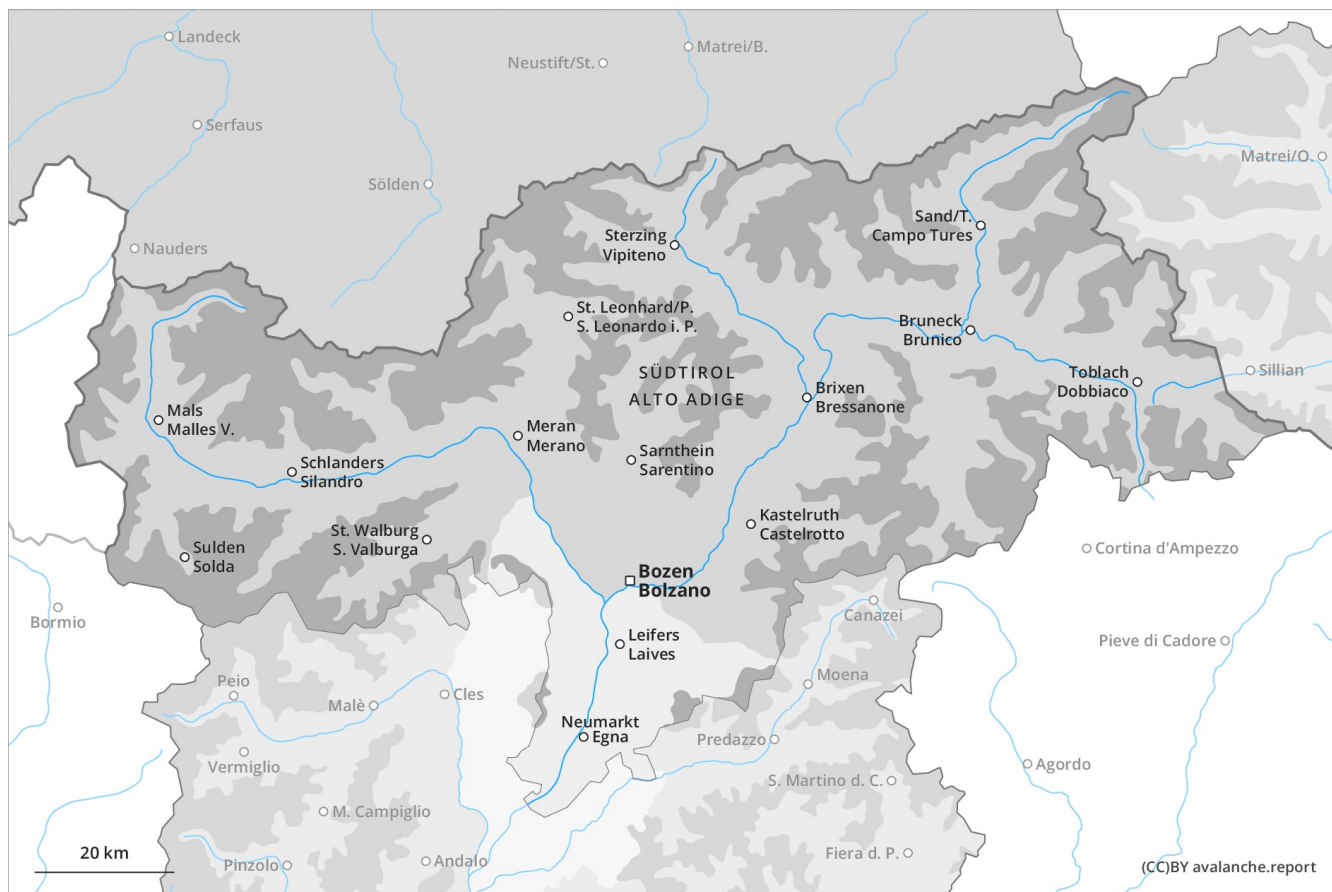 Landeck
Matrei/B.
Neustift/St.
Serfaus
Matrei/O.
Sölden
Sand/T.
Campo Tures
Sterzing
Vipiteno
Nauders
St. Leonhard/P.
S. Leonardo i. P.
Bruneck
Brunico
SÜDTIROL
ALTO ADIGE
Toblach
Dobbiaco
Sillian
Brixen
Bressanone
Mals
Malles V.
Meran
Merano
Sarnthein
Sarentino
Schlanders
Silandro
Kastelruth
Castelrotto
St. Walburg
S. Valburga
Sulden
Solda
Cortina d'Ampezzo
Bozen
Bolzano
Bormio
Canazei
Leifers
Laives
Pieve di Cadore
Peio
Moena
Malè
Cles
Neumarkt
Egna
Predazzo
Vermiglio
Agordo
S. Martino d. C.
M. Campiglio
20 km
Pinzolo
Andalo
Fiera d. P.
(CC)BY avalanche.report